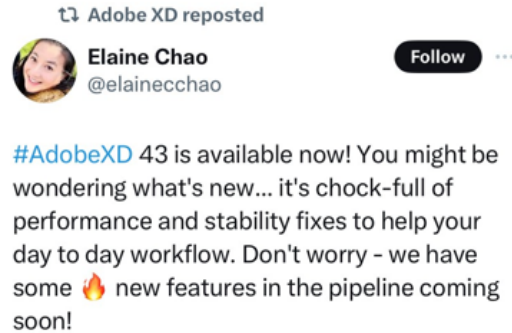 Adobe XD reposted
Elaine Chao
Follow
@elainecchao
#AdobeXD 43 is available now! You might be
wondering what's new... it's chock-full of
performance and stability fixes to help your
day to day workflow. Don't worry - we have
some 🔥 new features in the pipeline coming
soon!